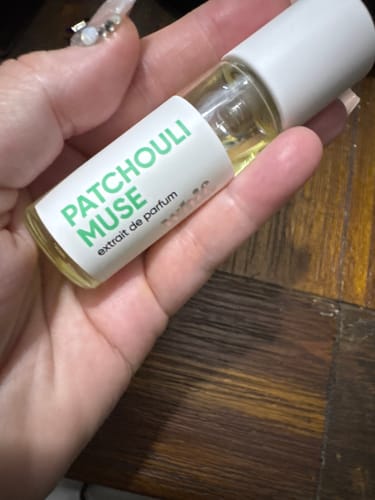 PATCHOULI
MUSE
extrait de parfum